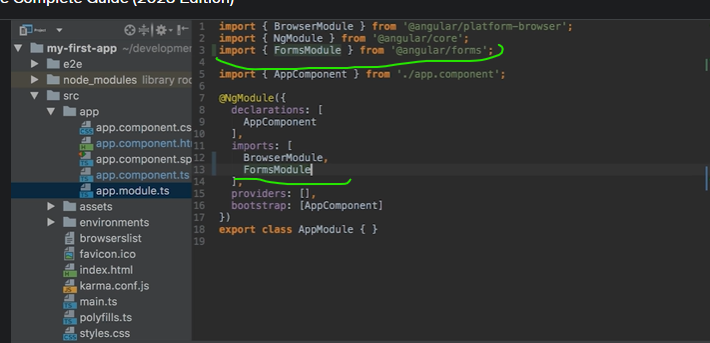 e Complete Guide (2023 Edition)
Project
my-first-app ~/developmen
e2e
node_modules library roo
src
app
app.component.cs
app.component.htm
app.component.sp
app.component.ts
app.module.ts
assets
environments
browserslist
favicon.ico
index.html
karma.conf.js
main.ts
polyfills.ts
styles.css
1 import { BrowserModule } from '@angular/platform-browser';
2 import { NgModule } from '@angular/core';
3 import { FormsModule } from '@angular/forms';
4
5 import { AppComponent } from './app.component';
6
7 @NgModule({
8 declarations: [
9 AppComponent
10 ],
11 imports: [
12 BrowserModule,
13 FormsModule
14 ],
15 providers: [],
16 bootstrap: [AppComponent]
17 })
18 export class AppModule { }
19